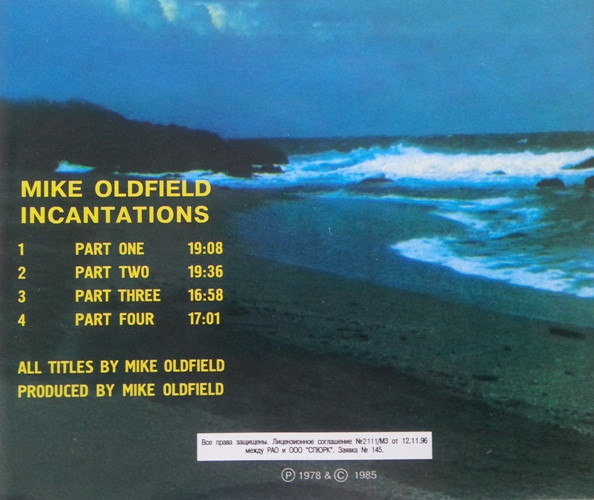 MIKE OLDFIELD
INCANTATIONS
1 PART ONE 19:08
2 PART TWO 19:36
3 PART THREE 16:58
4 PART FOUR 17:01
ALL TITLES BY MIKE OLDFIELD
PRODUCED BY MIKE OLDFIELD
Все права защищены. Лицензионное соглашение №2111/МЗ от 12.11.96
между РАО и ООО "СПЮРК". Заявка № 145.
Ⓟ 1978 & © 1985